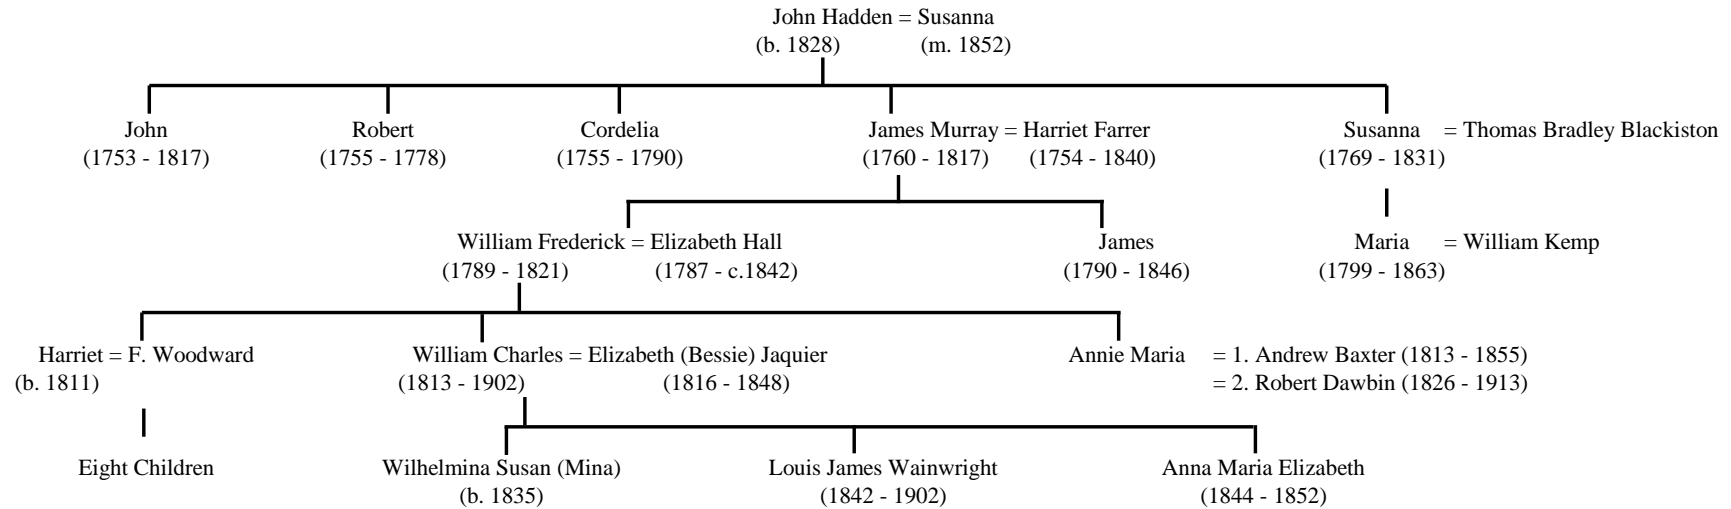 John Hadden = Susanna
(b. 1828) (m. 1852)
John Robert Cordelia James Murray = Harriet Farrer Susanna = Thomas Bradley Blackiston
(1753 - 1817) (1755 - 1778) (1755 - 1790) (1760 - 1817) (1754 - 1840) (1769 - 1831)
William Frederick = Elizabeth Hall James Maria = William Kemp
(1789 - 1821) (1787 - c.1842) (1790 - 1846) (1799 - 1863)
Harriet = F. Woodward William Charles = Elizabeth (Bessie) Jaquier Annie Maria = 1. Andrew Baxter (1813 - 1855)
(b. 1811) (1813 - 1902) (1816 - 1848) = 2. Robert Dawbin (1826 - 1913)
Eight Children Wilhelmina Susan (Mina) Louis James Wainwright Anna Maria Elizabeth
(b. 1835) (1842 - 1902) (1844 - 1852)